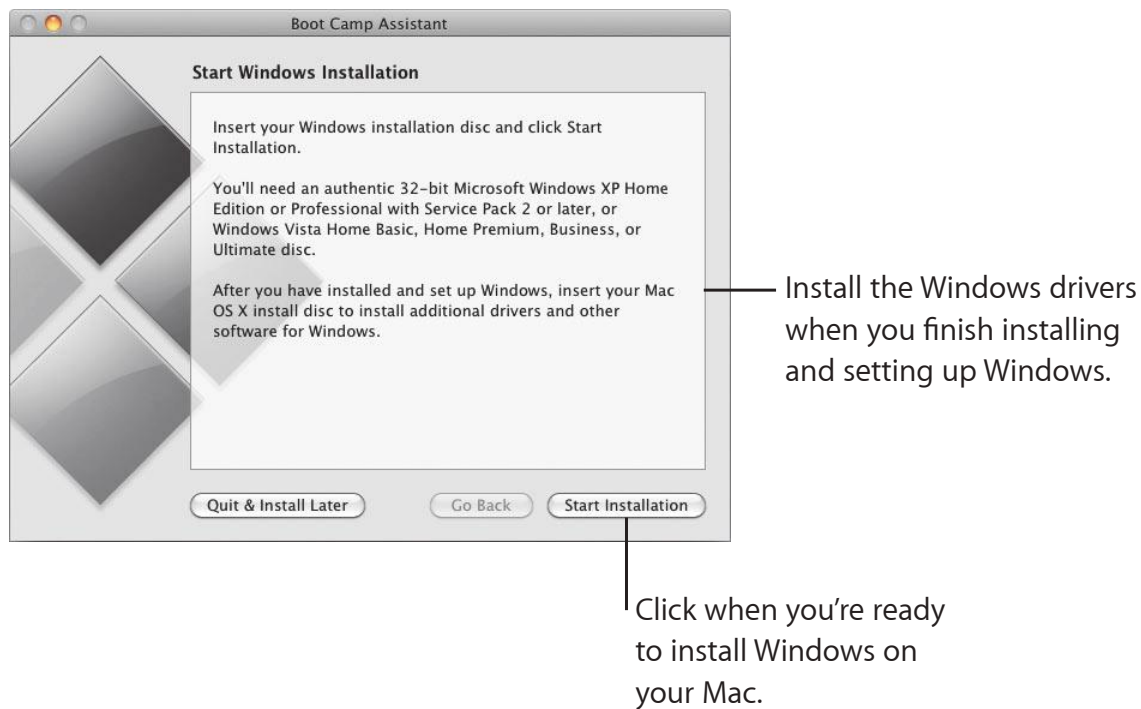 Boot Camp Assistant
Start Windows Installation
Insert your Windows installation disc and click Start
Installation.
You'll need an authentic 32-bit Microsoft Windows XP Home
Edition or Professional with Service Pack 2 or later, or
Windows Vista Home Basic, Home Premium, Business, or
Ultimate disc.
After you have installed and set up Windows, insert your Mac
OS X install disc to install additional drivers and other
software for Windows.
Install the Windows drivers
when you finish installing
and setting up Windows.
Quit & Install Later
Go Back
Start Installation
Click when you're ready
to install Windows on
your Mac.